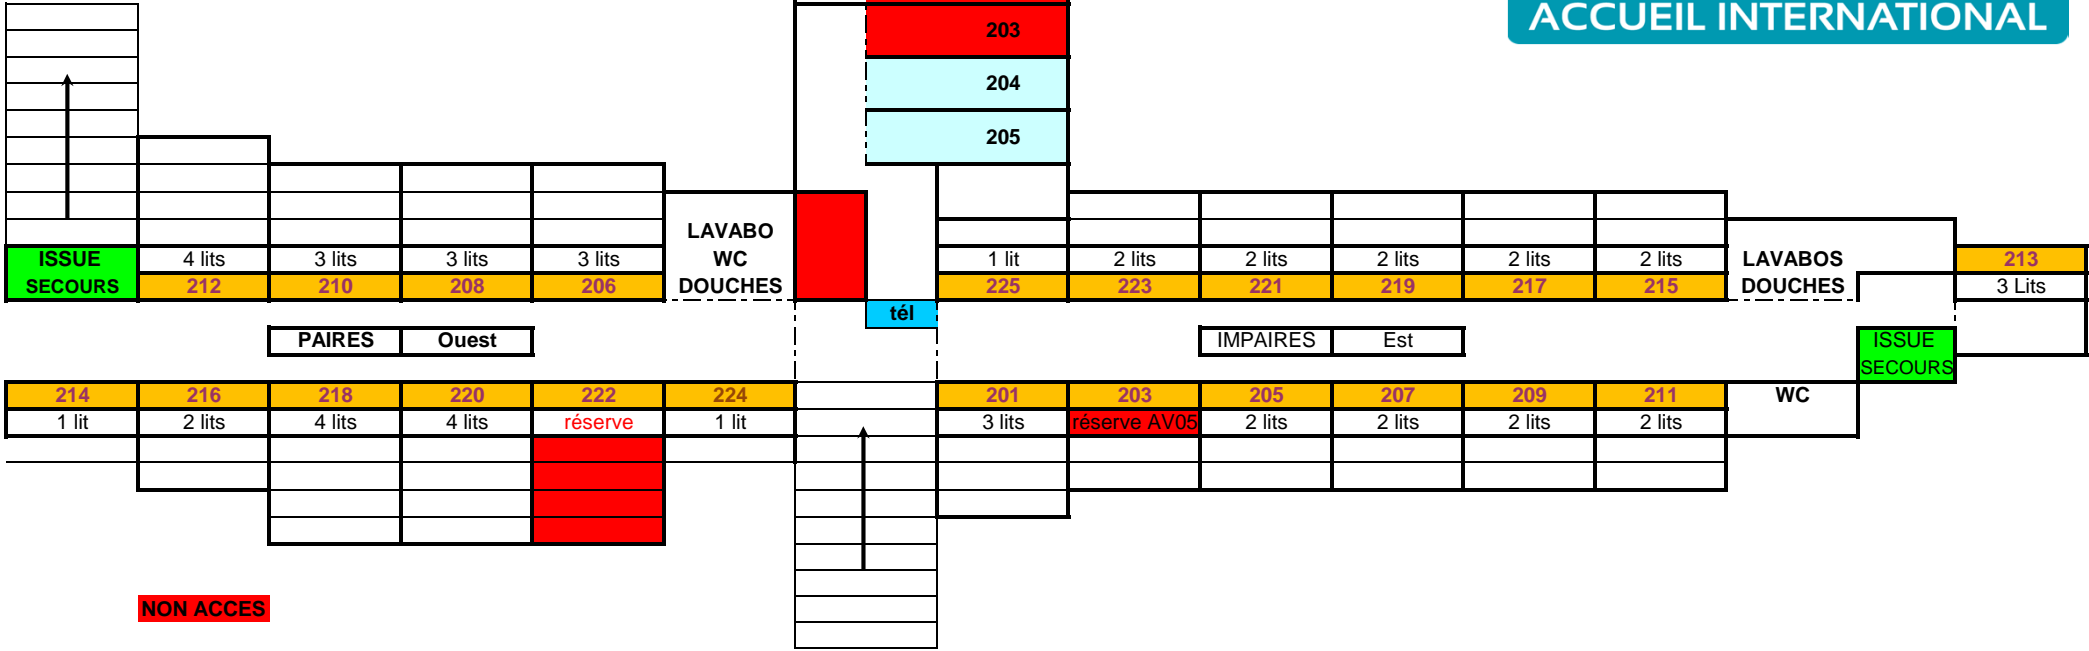 ACCUEIL INTERNATIONAL
203
204
205
LAVABO
WC
DOUCHES
ISSUE
SECOURS
4 lits 3 lits 3 lits 3 lits
212 210 208 206
1 lit 2 lits 2 lits 2 lits 2 lits 2 lits
225 223 221 219 217 215
LAVABOS
DOUCHES
213
3 Lits
tél
PAIRES Ouest
IMPAIRES Est
ISSUE
SECOURS
214 216 218 220 222 224
1 lit 2 lits 4 lits 4 lits réserve 1 lit
201 203 205 207 209 211 WC
3 lits réserve AV05 2 lits 2 lits 2 lits 2 lits
NON ACCES